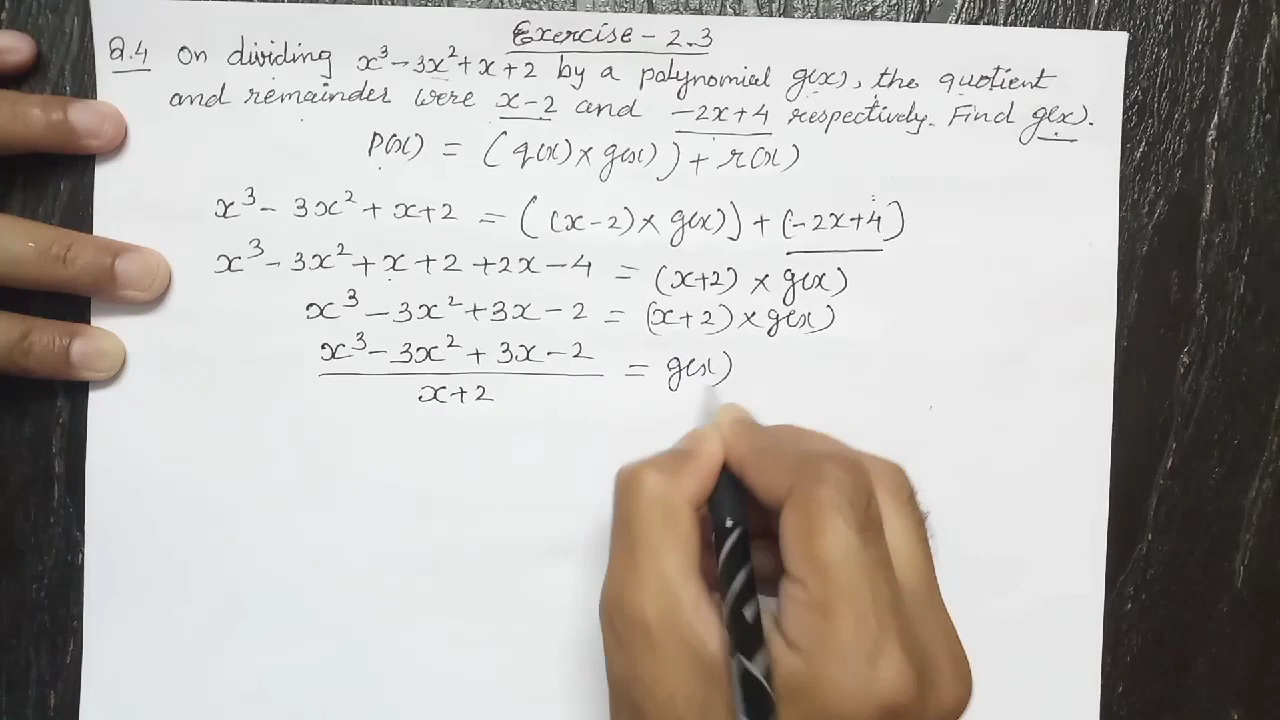 Exercise - 2.3
Q.4 On dividing x³ - 3x² + x + 2 by a polynomial g(x), the quotient
and remainder were x - 2 and -2x + 4 respectively. Find g(x).
P(x) = (q(x) × g(x)) + r(x)
x³ - 3x² + x + 2 = ((x - 2) × g(x)) + (-2x + 4)
x³ - 3x² + x + 2 + 2x - 4 = (x + 2) × g(x)
x³ - 3x² + 3x - 2 = (x + 2) × g(x)
x³ - 3x² + 3x - 2 / x + 2 = g(x)